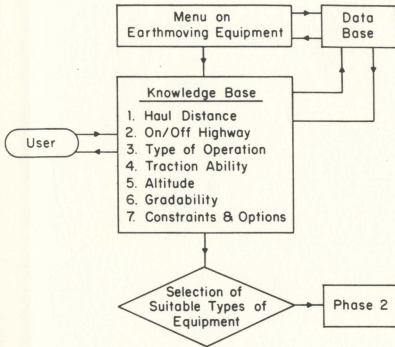 Menu on
Earthmoving Equipment
Data
Base
Knowledge Base
1. Haul Distance
2. On/Off Highway
3. Type of Operation
4. Traction Ability
5. Altitude
6. Gradability
7. Constraints & Options
User
Selection of
Suitable Types of
Equipment
Phase 2